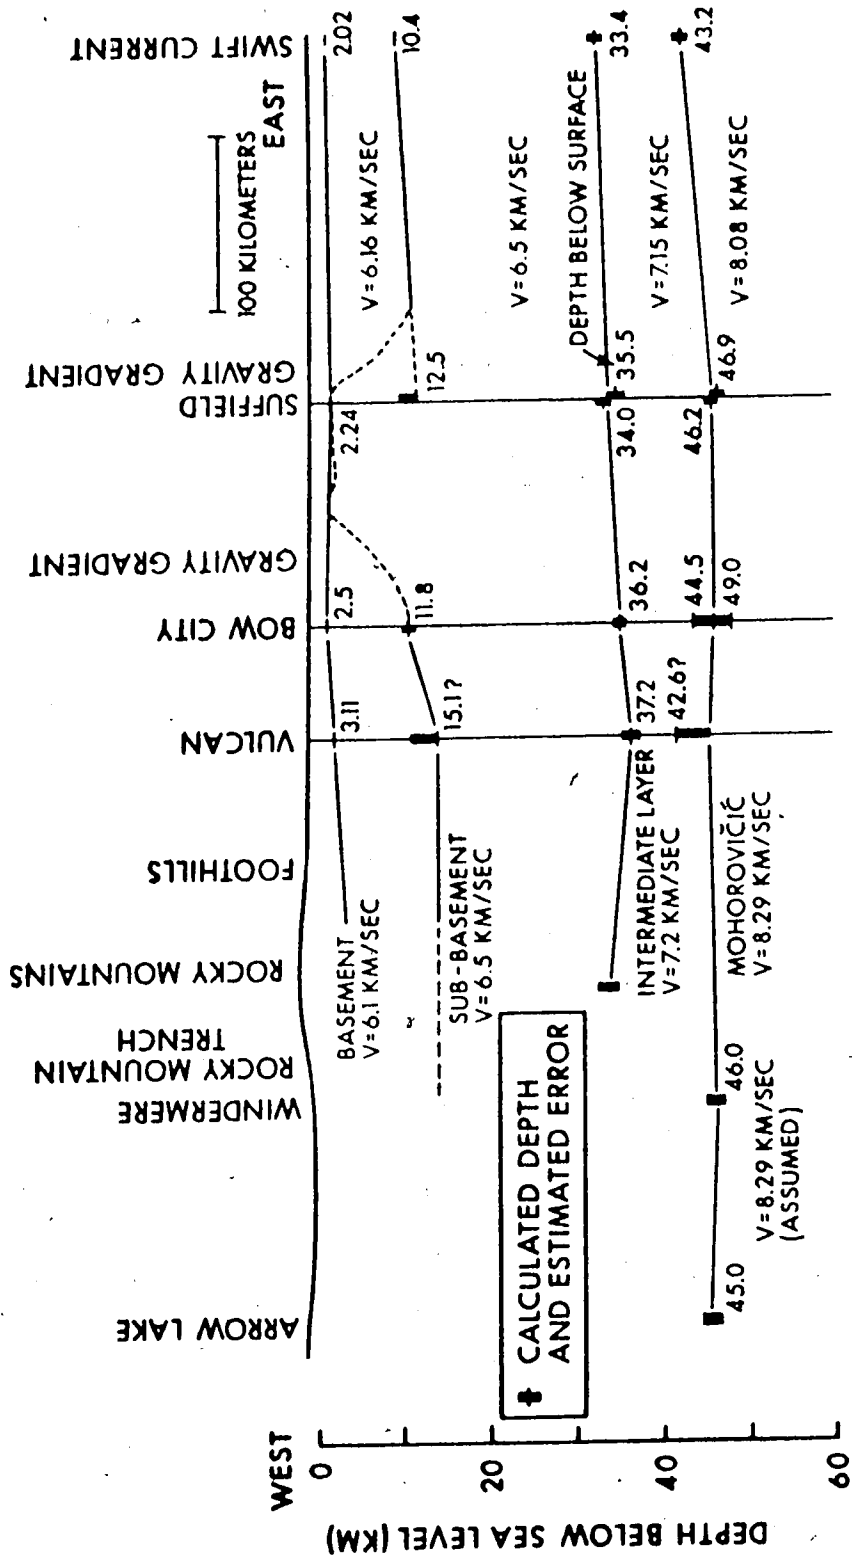 WEST
EAST
ARROW LAKE
WINDERMERE
ROCKY MOUNTAIN
TRENCH
ROCKY MOUNTAINS
FOOTHILLS
VULCAN
BOW CITY
GRAVITY GRADIENT
SUFFIELD
GRAVITY GRADIENT
SWIFT CURRENT
100 KILOMETERS
DEPTH BELOW SEA LEVEL (KM)
0
20
40
60
BASEMENT
V=6.1 KM/SEC
3.11
2.5
2.24
2.02
V=6.16 KM/SEC
SUB-BASEMENT
V=6.5 KM/SEC
15.1?
11.8
12.5
10.4
V=6.5 KM/SEC
CALCULATED DEPTH
AND ESTIMATED ERROR
INTERMEDIATE LAYER
V=7.2 KM/SEC
37.2
36.2
34.0
35.5
DEPTH BELOW SURFACE
33.4
V=7.15 KM/SEC
42.6?
44.5
49.0
46.2
46.9
43.2
45.0
46.0
V=8.29 KM/SEC
(ASSUMED)
MOHOROVIČIĆ
V=8.29 KM/SEC
V=8.08 KM/SEC